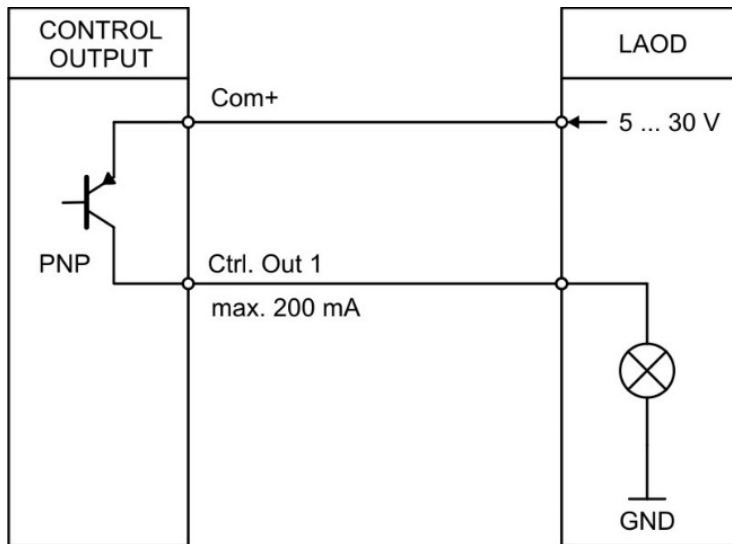 CONTROL
OUTPUT
LAOD
Com+
5 ... 30 V
PNP
Ctrl. Out 1
max. 200 mA
GND